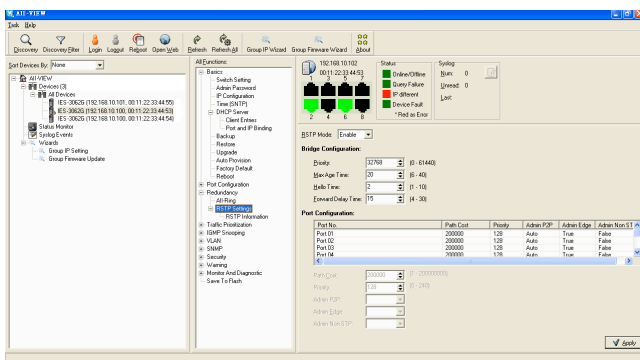 All-VIEW
Task Help
Discovery Discovery Filter Login Logout Reboot Open Web Refresh Refresh All Group IP Wizard Group Firmware Wizard About
Sort Devices By: None
All-VIEW
Devices (3)
All Devices
IES-3062G (192.168.10.101, 00:11:22:33:44:55)
IES-3062G (192.168.10.100, 00:11:22:33:44:53)
IES-3062G (192.168.10.100, 00:11:22:33:44:54)
Status Monitor
Syslog Events
Wizards
Group IP Setting
Group Firmware Update
All Functions:
Basics
Switch Setting
Admin Password
IP Configuration
Time (SNTP)
DHCP Server
Client Entries
Port and IP Binding
Backup
Restore
Upgrade
Auto Provision
Factory Default
Reboot
Port Configuration
Redundancy
All-Ring
RSTP Settings
RSTP Information
Traffic Prioritization
IGMP Snooping
VLAN
SNMP
Security
Warning
Monitor And Diagnostic
Save To Flash
192.168.10.102
00:11:22:33:44:53
1 3 5 7
2 4 6 8
Status
Online/Offline
Query Failure
IP different
Device Fault
* Red as Error
Syslog
Num: 0
Unread: 0
Last:
RSTP Mode: Enable
Bridge Configuration:
Priority: 32768 (0 - 61440)
Max Age Time: 20 (6 - 40)
Hello Time: 2 (1 - 10)
Forward Delay Time: 15 (4 - 30)
Port Configuration:
Port No. Path Cost Priority Admin P2P Admin Edge Admin Non ST
Port.01 200000 128 Auto True False
Port.02 200000 128 Auto True False
Port.03 200000 128 Auto True False
Port.04 200000 128 Auto True False
Path Cost: 200000 (1 - 200000000)
Priority: 128 (0 - 240)
Admin P2P:
Admin Edge:
Admin Non STP:
Apply